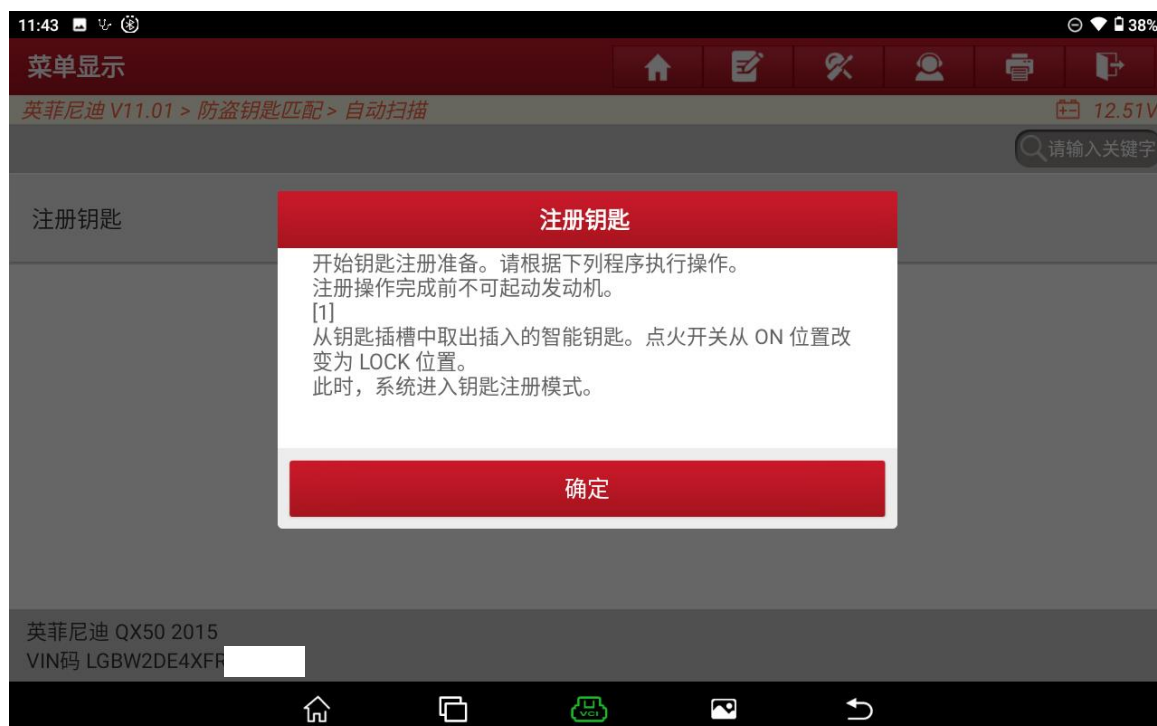 11:43
38%
菜单显示
英菲尼迪 V11.01 > 防盗钥匙匹配 > 自动扫描
12.51V
请输入关键字
注册钥匙
注册钥匙
开始钥匙注册准备。请根据下列程序执行操作。
注册操作完成前不可起动发动机。
[1]
从钥匙插槽中取出插入的智能钥匙。点火开关从 ON 位置改
变为 LOCK 位置。
此时，系统进入钥匙注册模式。
确定
英菲尼迪 QX50 2015
VIN码 LGBW2DE4XFR
VCI